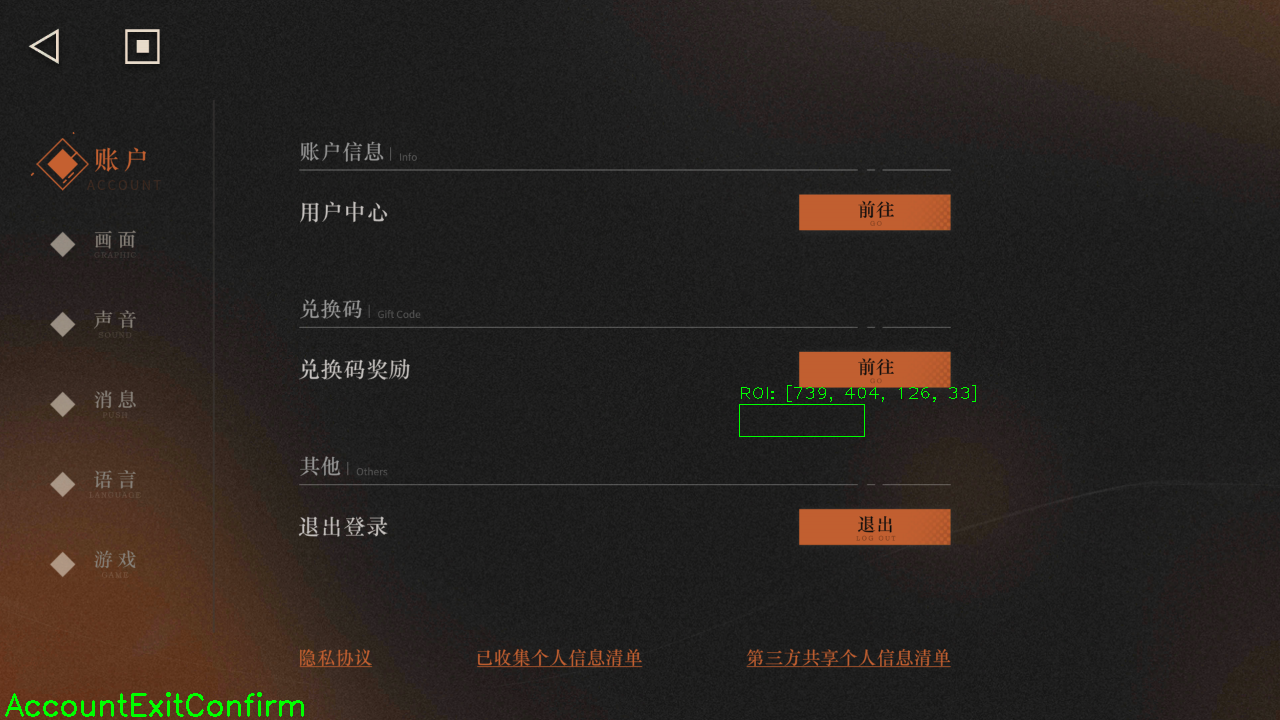 账户
ACCOUNT
画面
GRAPHIC
声音
SOUND
消息
PUSH
语言
LANGUAGE
游戏
GAME
账户信息 | Info
用户中心
前往
GO
兑换码 | Gift Code
兑换码奖励
前往
GO
ROI: [739, 404, 126, 33]
其他 | Others
退出登录
退出
LOG OUT
隐私协议
已收集个人信息清单
第三方共享个人信息清单
AccountExitConfirm